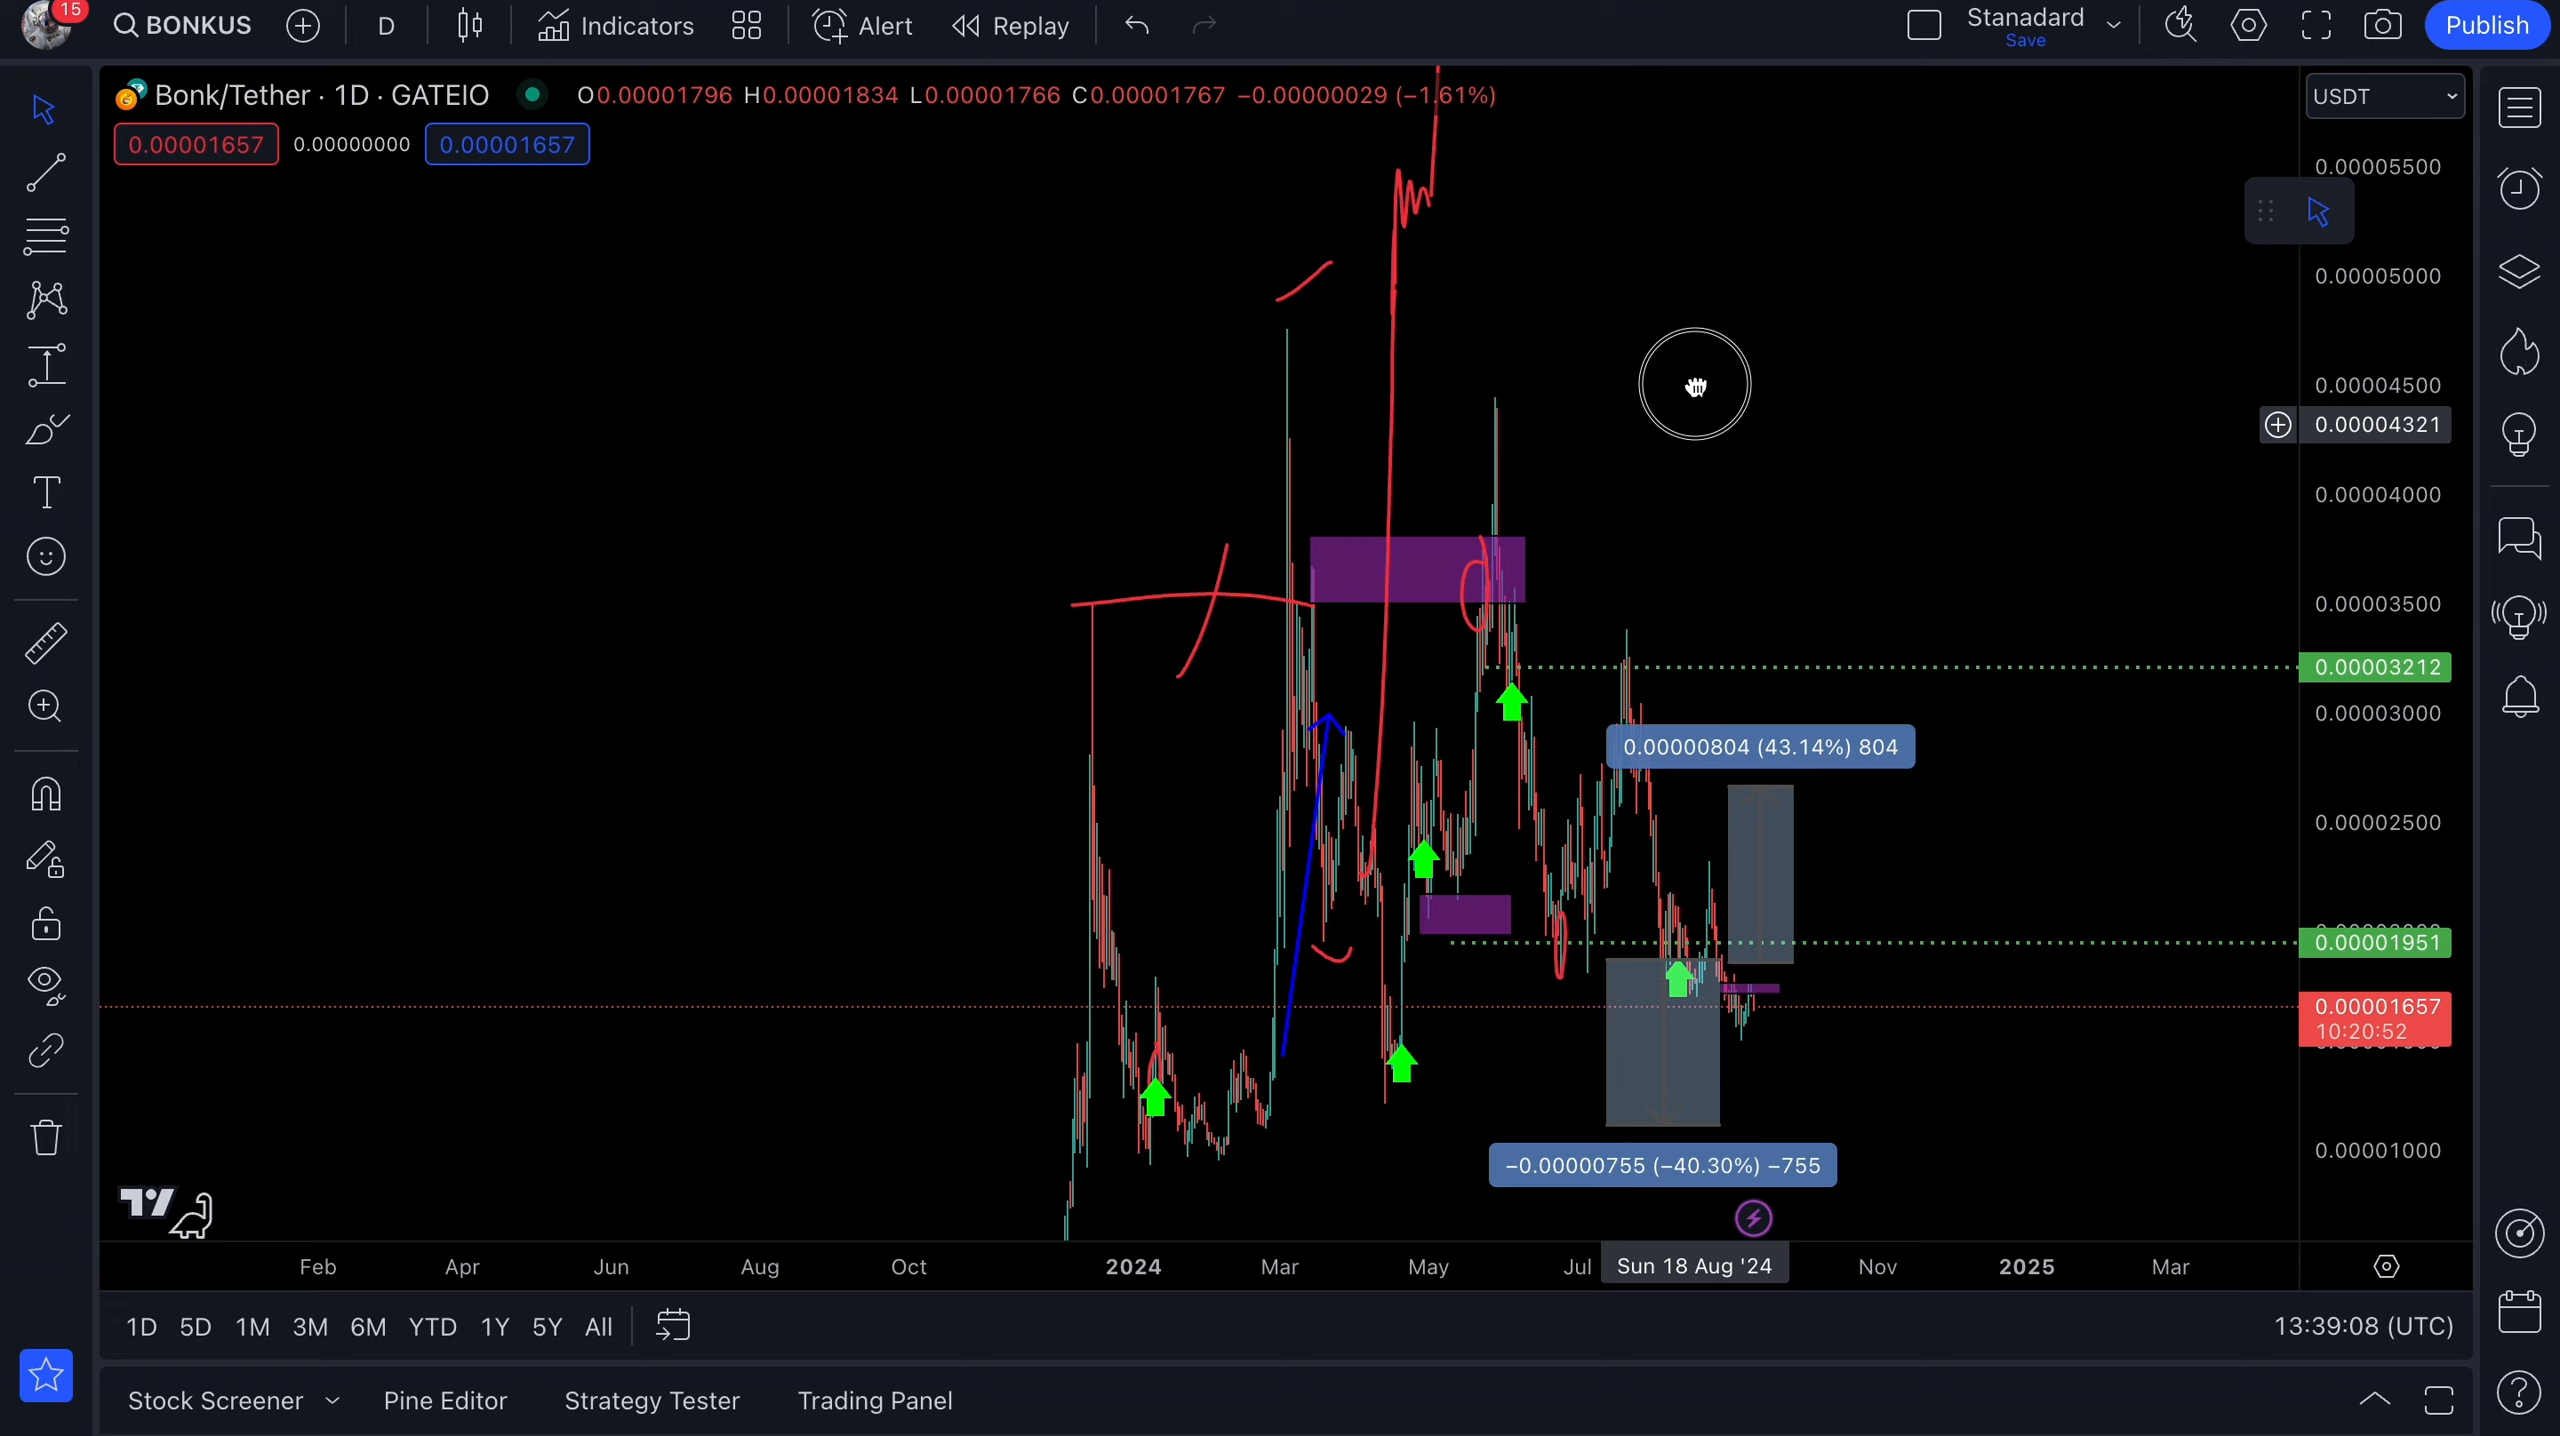 15
BONKUS
D
Indicators
Alert
Replay
Stanadard
Save
Publish
Bonk/Tether · 1D · GATEIO
O0.00001796 H0.00001834 L0.00001766 C0.00001767 −0.00000029 (−1.61%)
USDT
0.00001657
0.00000000
0.00001657
0.00005500
0.00005000
0.00004500
0.00004321
0.00004000
0.00003500
0.00003212
0.00003000
0.00000804 (43.14%) 804
0.00002500
0.00001951
0.00001657
10:20:52
0.00001000
−0.00000755 (−40.30%) −755
Feb
Apr
Jun
Aug
Oct
2024
Mar
May
Jul
Sun 18 Aug '24
Nov
2025
Mar
1D
5D
1M
3M
6M
YTD
1Y
5Y
All
13:39:08 (UTC)
Stock Screener
Pine Editor
Strategy Tester
Trading Panel